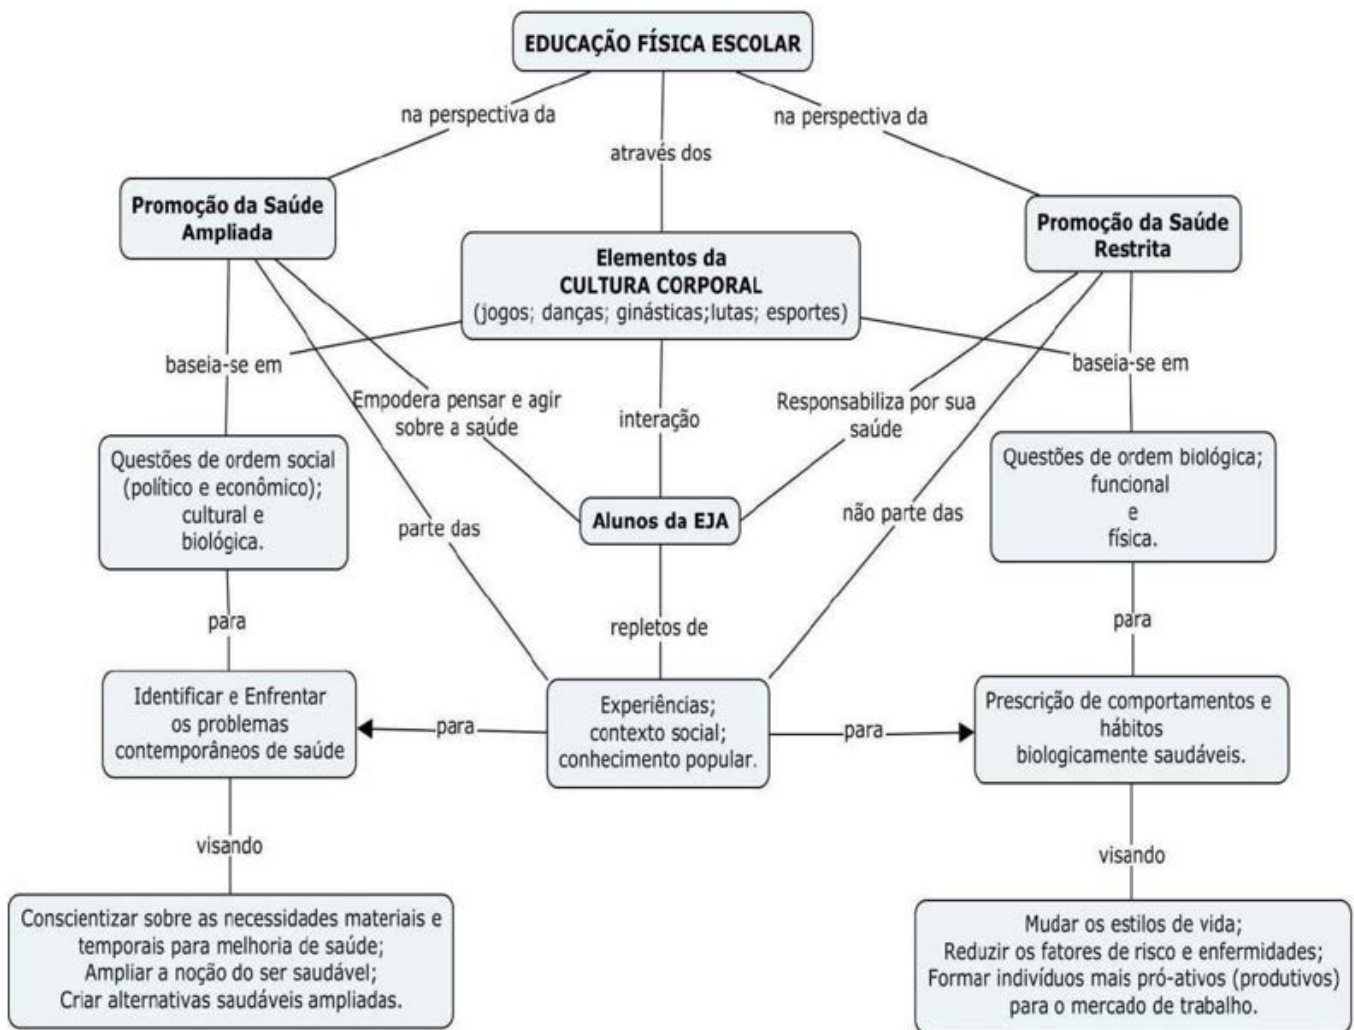 EDUCAÇÃO FÍSICA ESCOLAR
na perspectiva da
através dos
na perspectiva da
Promoção da Saúde
Ampliada
Elementos da
CULTURA CORPORAL
(jogos; danças; ginásticas;lutas; esportes)
Promoção da Saúde
Restrita
baseia-se em
Empodera pensar e agir
sobre a saúde
interação
Responsabiliza por sua
saúde
baseia-se em
Questões de ordem social
(político e econômico);
cultural e
biológica.
parte das
Alunos da EJA
não parte das
Questões de ordem biológica;
funcional
e
física.
para
repletos de
para
Identificar e Enfrentar
os problemas
contemporâneos de saúde
para
Experiências;
contexto social;
conhecimento popular.
para
Prescrição de comportamentos e
hábitos
biologicamente saudáveis.
visando
visando
Conscientizar sobre as necessidades materiais e
temporais para melhoria de saúde;
Ampliar a noção do ser saudável;
Criar alternativas saudáveis ampliadas.
Mudar os estilos de vida;
Reduzir os fatores de risco e enfermidades;
Formar indivíduos mais pró-ativos (produtivos)
para o mercado de trabalho.